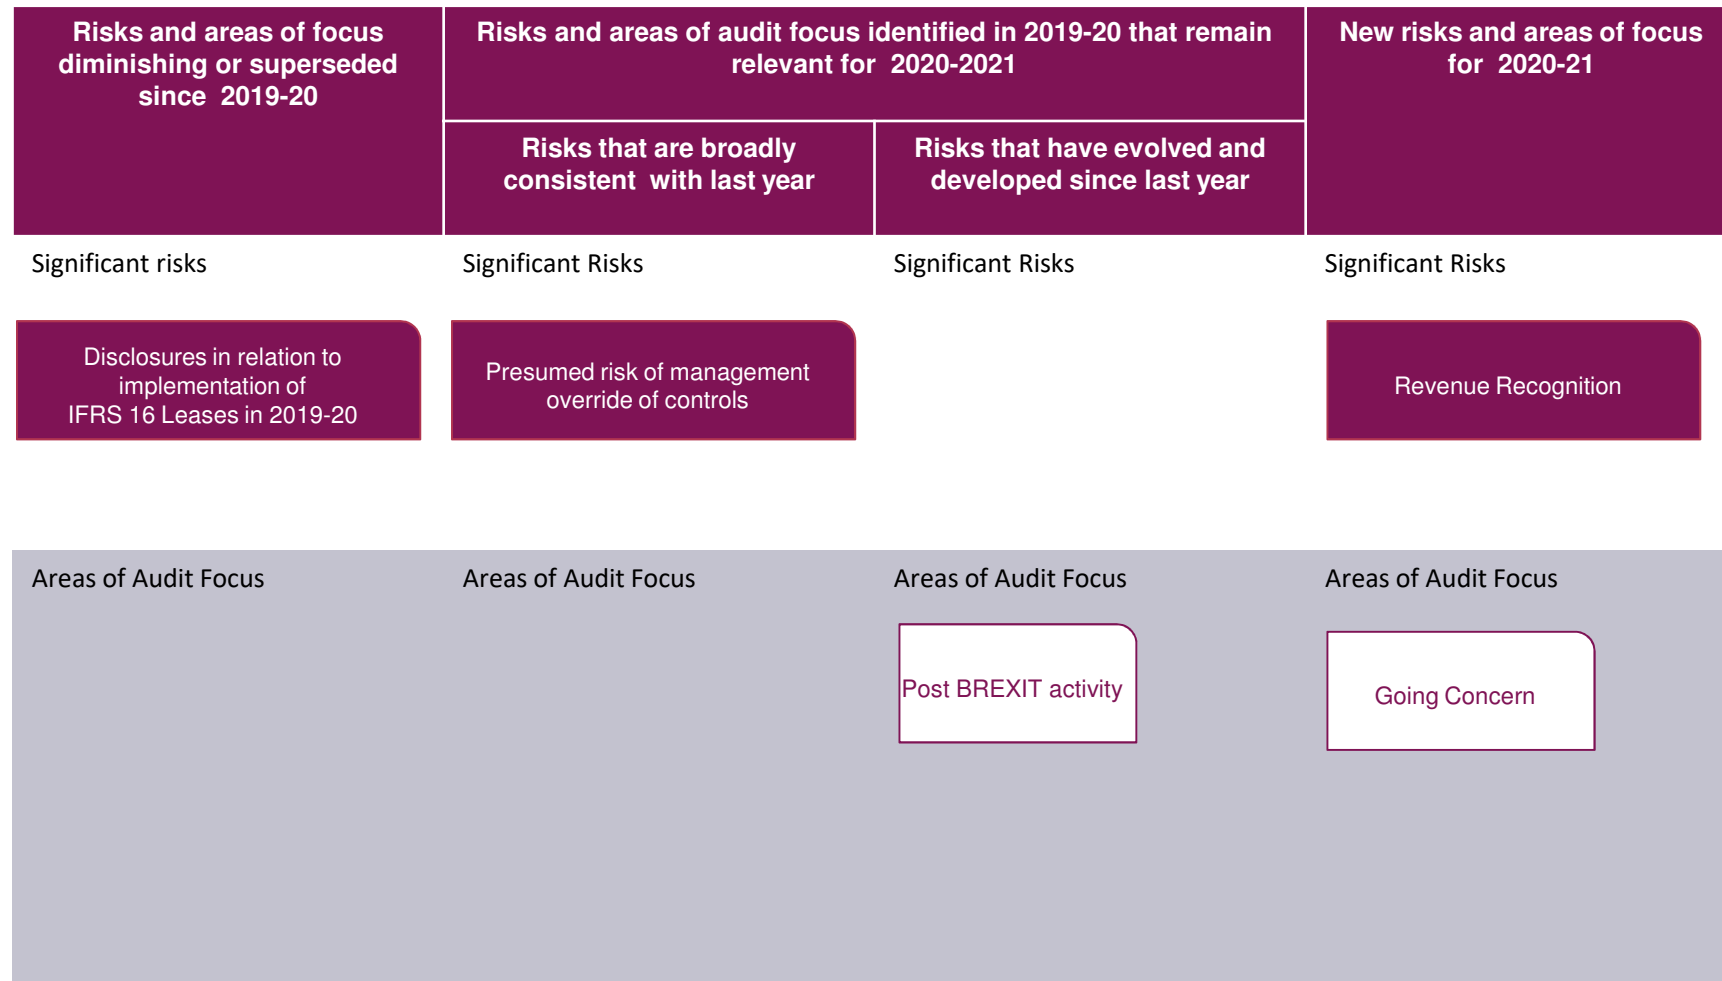 Risks and areas of focus
diminishing or superseded
since 2019-20
Risks and areas of audit focus identified in 2019-20 that remain
relevant for 2020-2021
New risks and areas of focus
for 2020-21
Risks that are broadly
consistent with last year
Risks that have evolved and
developed since last year
Significant risks
Significant Risks
Significant Risks
Significant Risks
Disclosures in relation to
implementation of
IFRS 16 Leases in 2019-20
Presumed risk of management
override of controls
Revenue Recognition
Areas of Audit Focus
Areas of Audit Focus
Areas of Audit Focus
Areas of Audit Focus
Post BREXIT activity
Going Concern